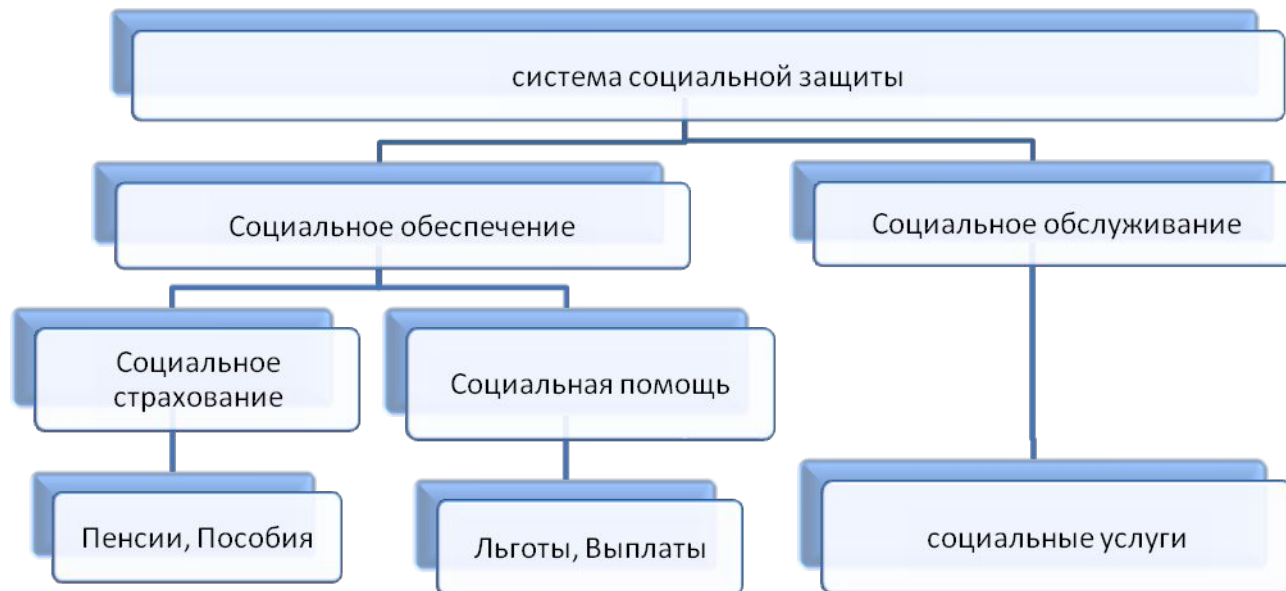 система социальной защиты
Социальное обеспечение
Социальное обслуживание
Социальное
страхование
Социальная помощь
Пенсии, Пособия
Льготы, Выплаты
социальные услуги